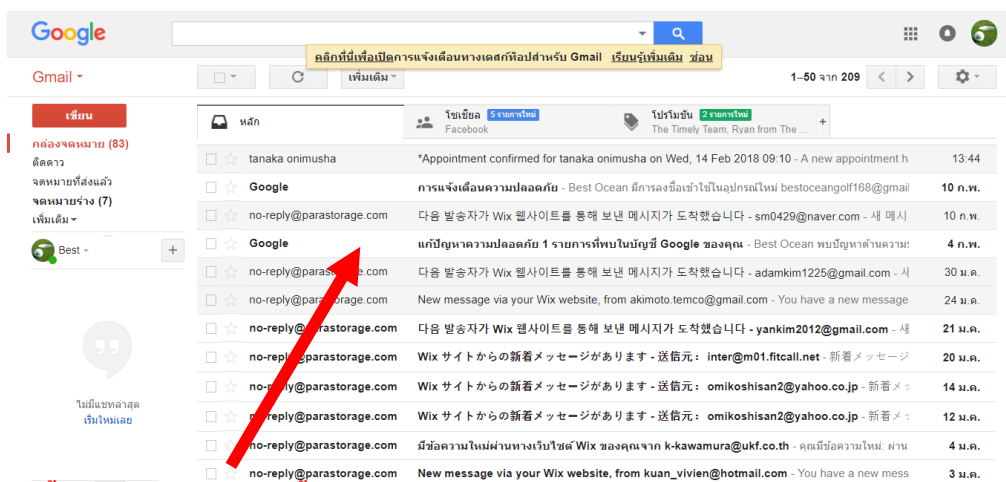 Google
คลิกที่นี่เพื่อเปิดการแจ้งเตือนทางเดสก์ท็อปสำหรับ Gmail เรียนรู้เพิ่มเติม ซ่อน
Gmail
เพิ่มเติม
1–50 จาก 209
เขียน
กล่องจดหมาย (83)
ติดดาว
จดหมายที่ส่งแล้ว
จดหมายร่าง (7)
เพิ่มเติม
Best
ไม่มีแชทล่าสุด
เริ่มใหม่เลย
หลัก
โซเชียล 5 รายการใหม่
Facebook
โปรโมชัน 2 รายการใหม่
The Timely Team, Ryan from The ...
+
tanaka onimusha *Appointment confirmed for tanaka onimusha on Wed, 14 Feb 2018 09:10 - A new appointment h 13:44
Google การแจ้งเตือนความปลอดภัย - Best Ocean มีการลงชื่อเข้าใช้ในอุปกรณ์ใหม่ bestoceangolf168@gmail 10 ก.พ.
no-reply@parastorage.com 다음 발송자가 Wix 웹사이트를 통해 보낸 메시지가 도착했습니다 - sm0429@naver.com - 새 메시 10 ก.พ.
Google แก้ปัญหาความปลอดภัย 1 รายการที่พบในบัญชี Google ของคุณ - Best Ocean พบปัญหาด้านความ 4 ก.พ.
no-reply@parastorage.com 다음 발송자가 Wix 웹사이트를 통해 보낸 메시지가 도착했습니다 - adamkim1225@gmail.com - 30 ม.ค.
no-reply@parastorage.com New message via your Wix website, from akimoto.temco@gmail.com - You have a new message 24 ม.ค.
no-reply@parastorage.com 다음 발송자가 Wix 웹사이트를 통해 보낸 메시지가 도착했습니다 - yankim2012@gmail.com - 새 21 ม.ค.
no-reply@parastorage.com Wix サイトからの新着メッセージがあります - 送信元： inter@m01.fitcall.net - 新着メッセージ 20 ม.ค.
no-reply@parastorage.com Wix サイトからの新着メッセージがあります - 送信元： omikoshisan2@yahoo.co.jp - 新着メ 14 ม.ค.
no-reply@parastorage.com Wix サイトからの新着メッセージがあります - 送信元： omikoshisan2@yahoo.co.jp - 新着メ 12 ม.ค.
no-reply@parastorage.com มีข้อความใหม่ผ่านทางเว็บไซต์ Wix ของคุณจาก k-kawamura@ukf.co.th - คุณมีข้อความใหม่: ผ่าน 4 ม.ค.
no-reply@parastorage.com New message via your Wix website, from kuan_vivien@hotmail.com - You have a new mess 3 ม.ค.